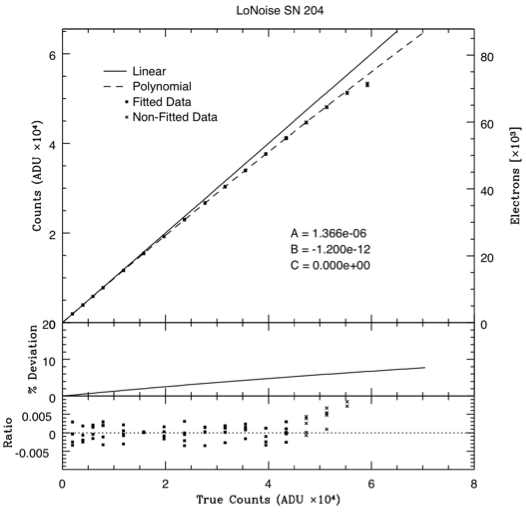 LoNoise SN 204
Linear
Polynomial
Fitted Data
Non-Fitted Data
A = 1.366e-06
B = -1.200e-12
C = 0.000e+00
Counts (ADU ×10⁴)
6
4
2
Electrons [×10³]
80
60
40
20
0
% Deviation
20
10
0
Ratio
0.005
0
-0.005
0 2 4 6 8
True Counts (ADU ×10⁴)